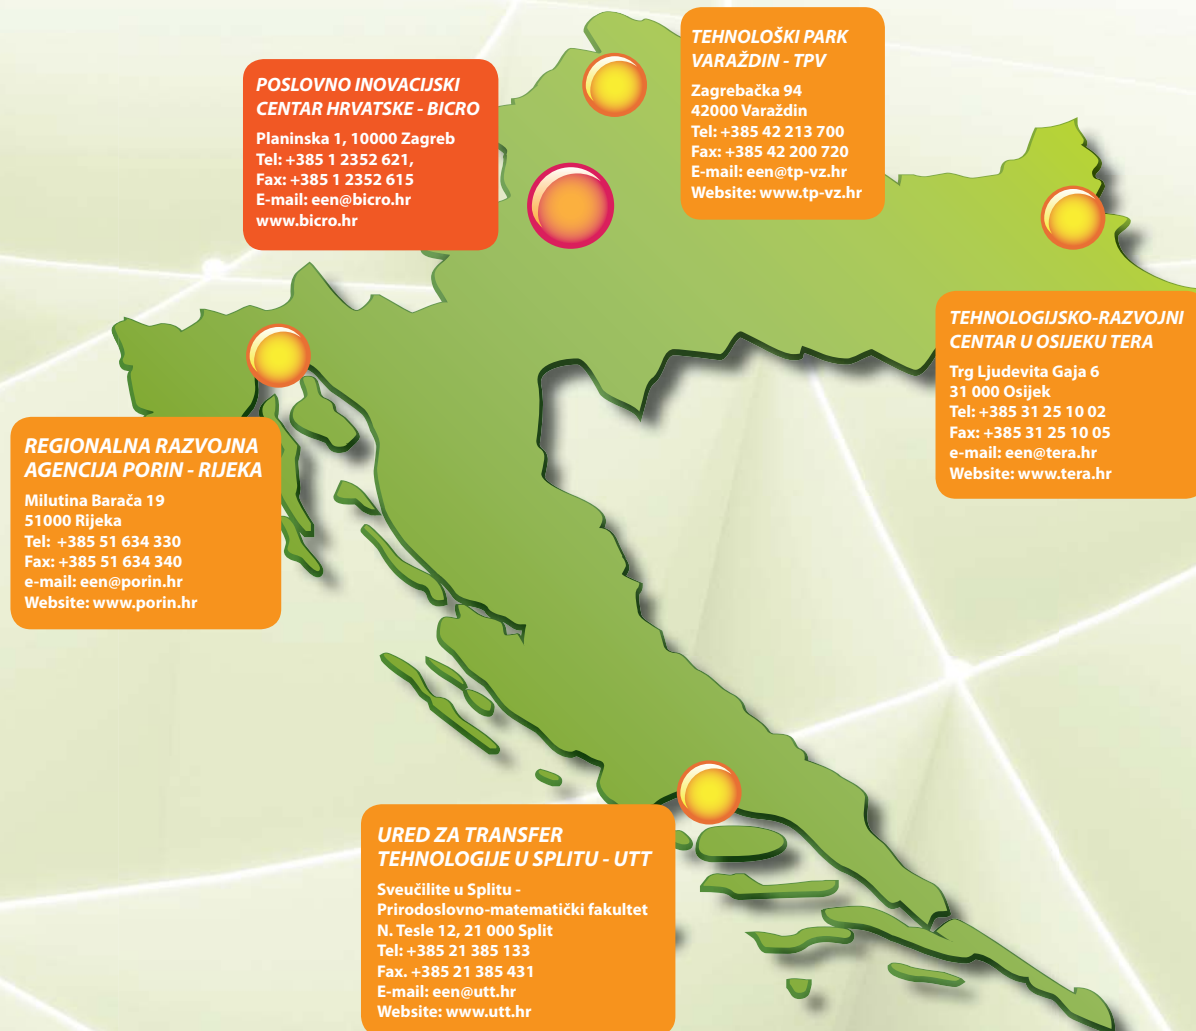 POSLOVNO INOVACIJSKI
CENTAR HRVATSKE - BICRO
Planinska 1, 10000 Zagreb
Tel: +385 1 2352 621,
Fax: +385 1 2352 615
E-mail: een@bicro.hr
www.bicro.hr
TEHNOLOŠKI PARK
VARAŽDIN - TPV
Zagrebačka 94
42000 Varaždin
Tel: +385 42 213 700
Fax: +385 42 200 720
E-mail: een@tp-vz.hr
Website: www.tp-vz.hr
TEHNOLOGIJSKO-RAZVOJNI
CENTAR U OSIJEKU TERA
Trg Ljudevita Gaja 6
31 000 Osijek
Tel: +385 31 25 10 02
Fax: +385 31 25 10 05
e-mail: een@tera.hr
Website: www.tera.hr
REGIONALNA RAZVOJNA
AGENCIJA PORIN - RIJEKA
Milutina Barača 19
51000 Rijeka
Tel: +385 51 634 330
Fax: +385 51 634 340
e-mail: een@porin.hr
Website: www.porin.hr
URED ZA TRANSFER
TEHNOLOGIJE U SPLITU - UTT
Sveučilite u Splitu -
Prirodoslovno-matematički fakultet
N. Tesle 12, 21 000 Split
Tel: +385 21 385 133
Fax. +385 21 385 431
E-mail: een@utt.hr
Website: www.utt.hr